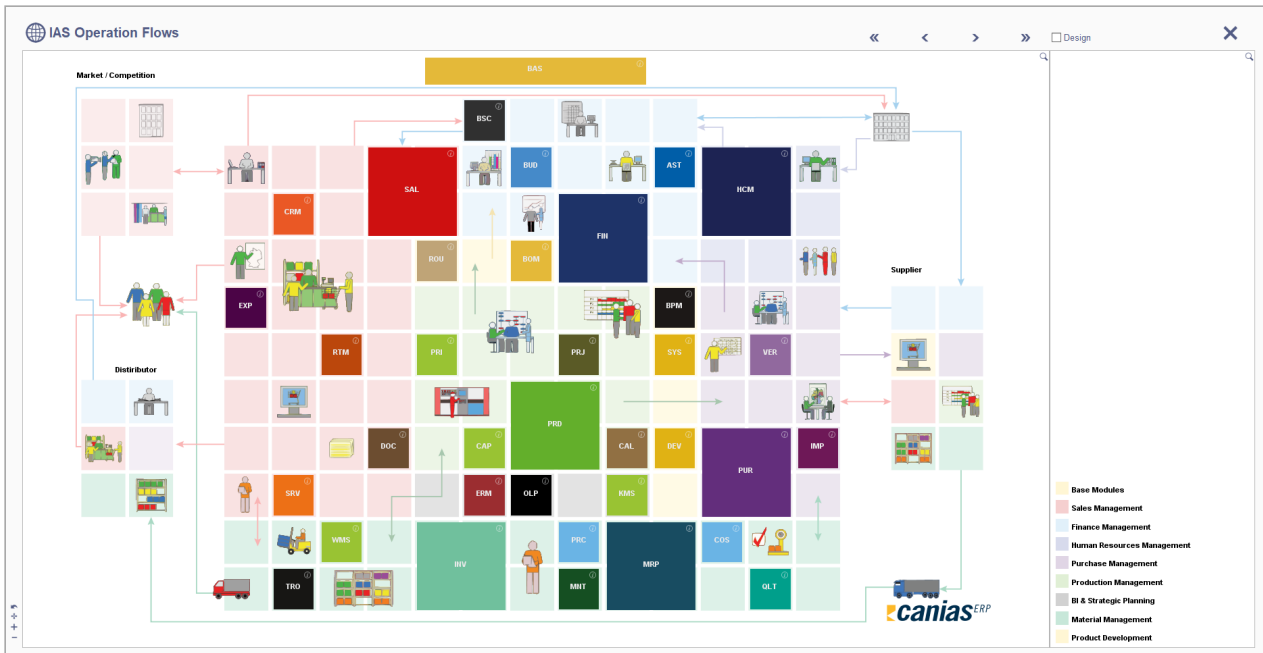 IAS Operation Flows
« < > »
Design
BAS
Market / Competition
BSC
BUD
AST
SAL
HCM
CRM
FIN
ROU
BOM
Supplier
EXP
BPM
RTM
PRI
PRJ
SYS
VER
Distiributor
PRD
DOC
CAP
CAL
DEV
PUR
IMP
SRV
ERM
OLP
KMS
WMS
INV
PRC
MRP
COS
TRO
MNT
QLT
canias ERP
Base Modules
Sales Management
Finance Management
Human Resources Management
Purchase Management
Production Management
BI & Strategic Planning
Material Management
Product Development